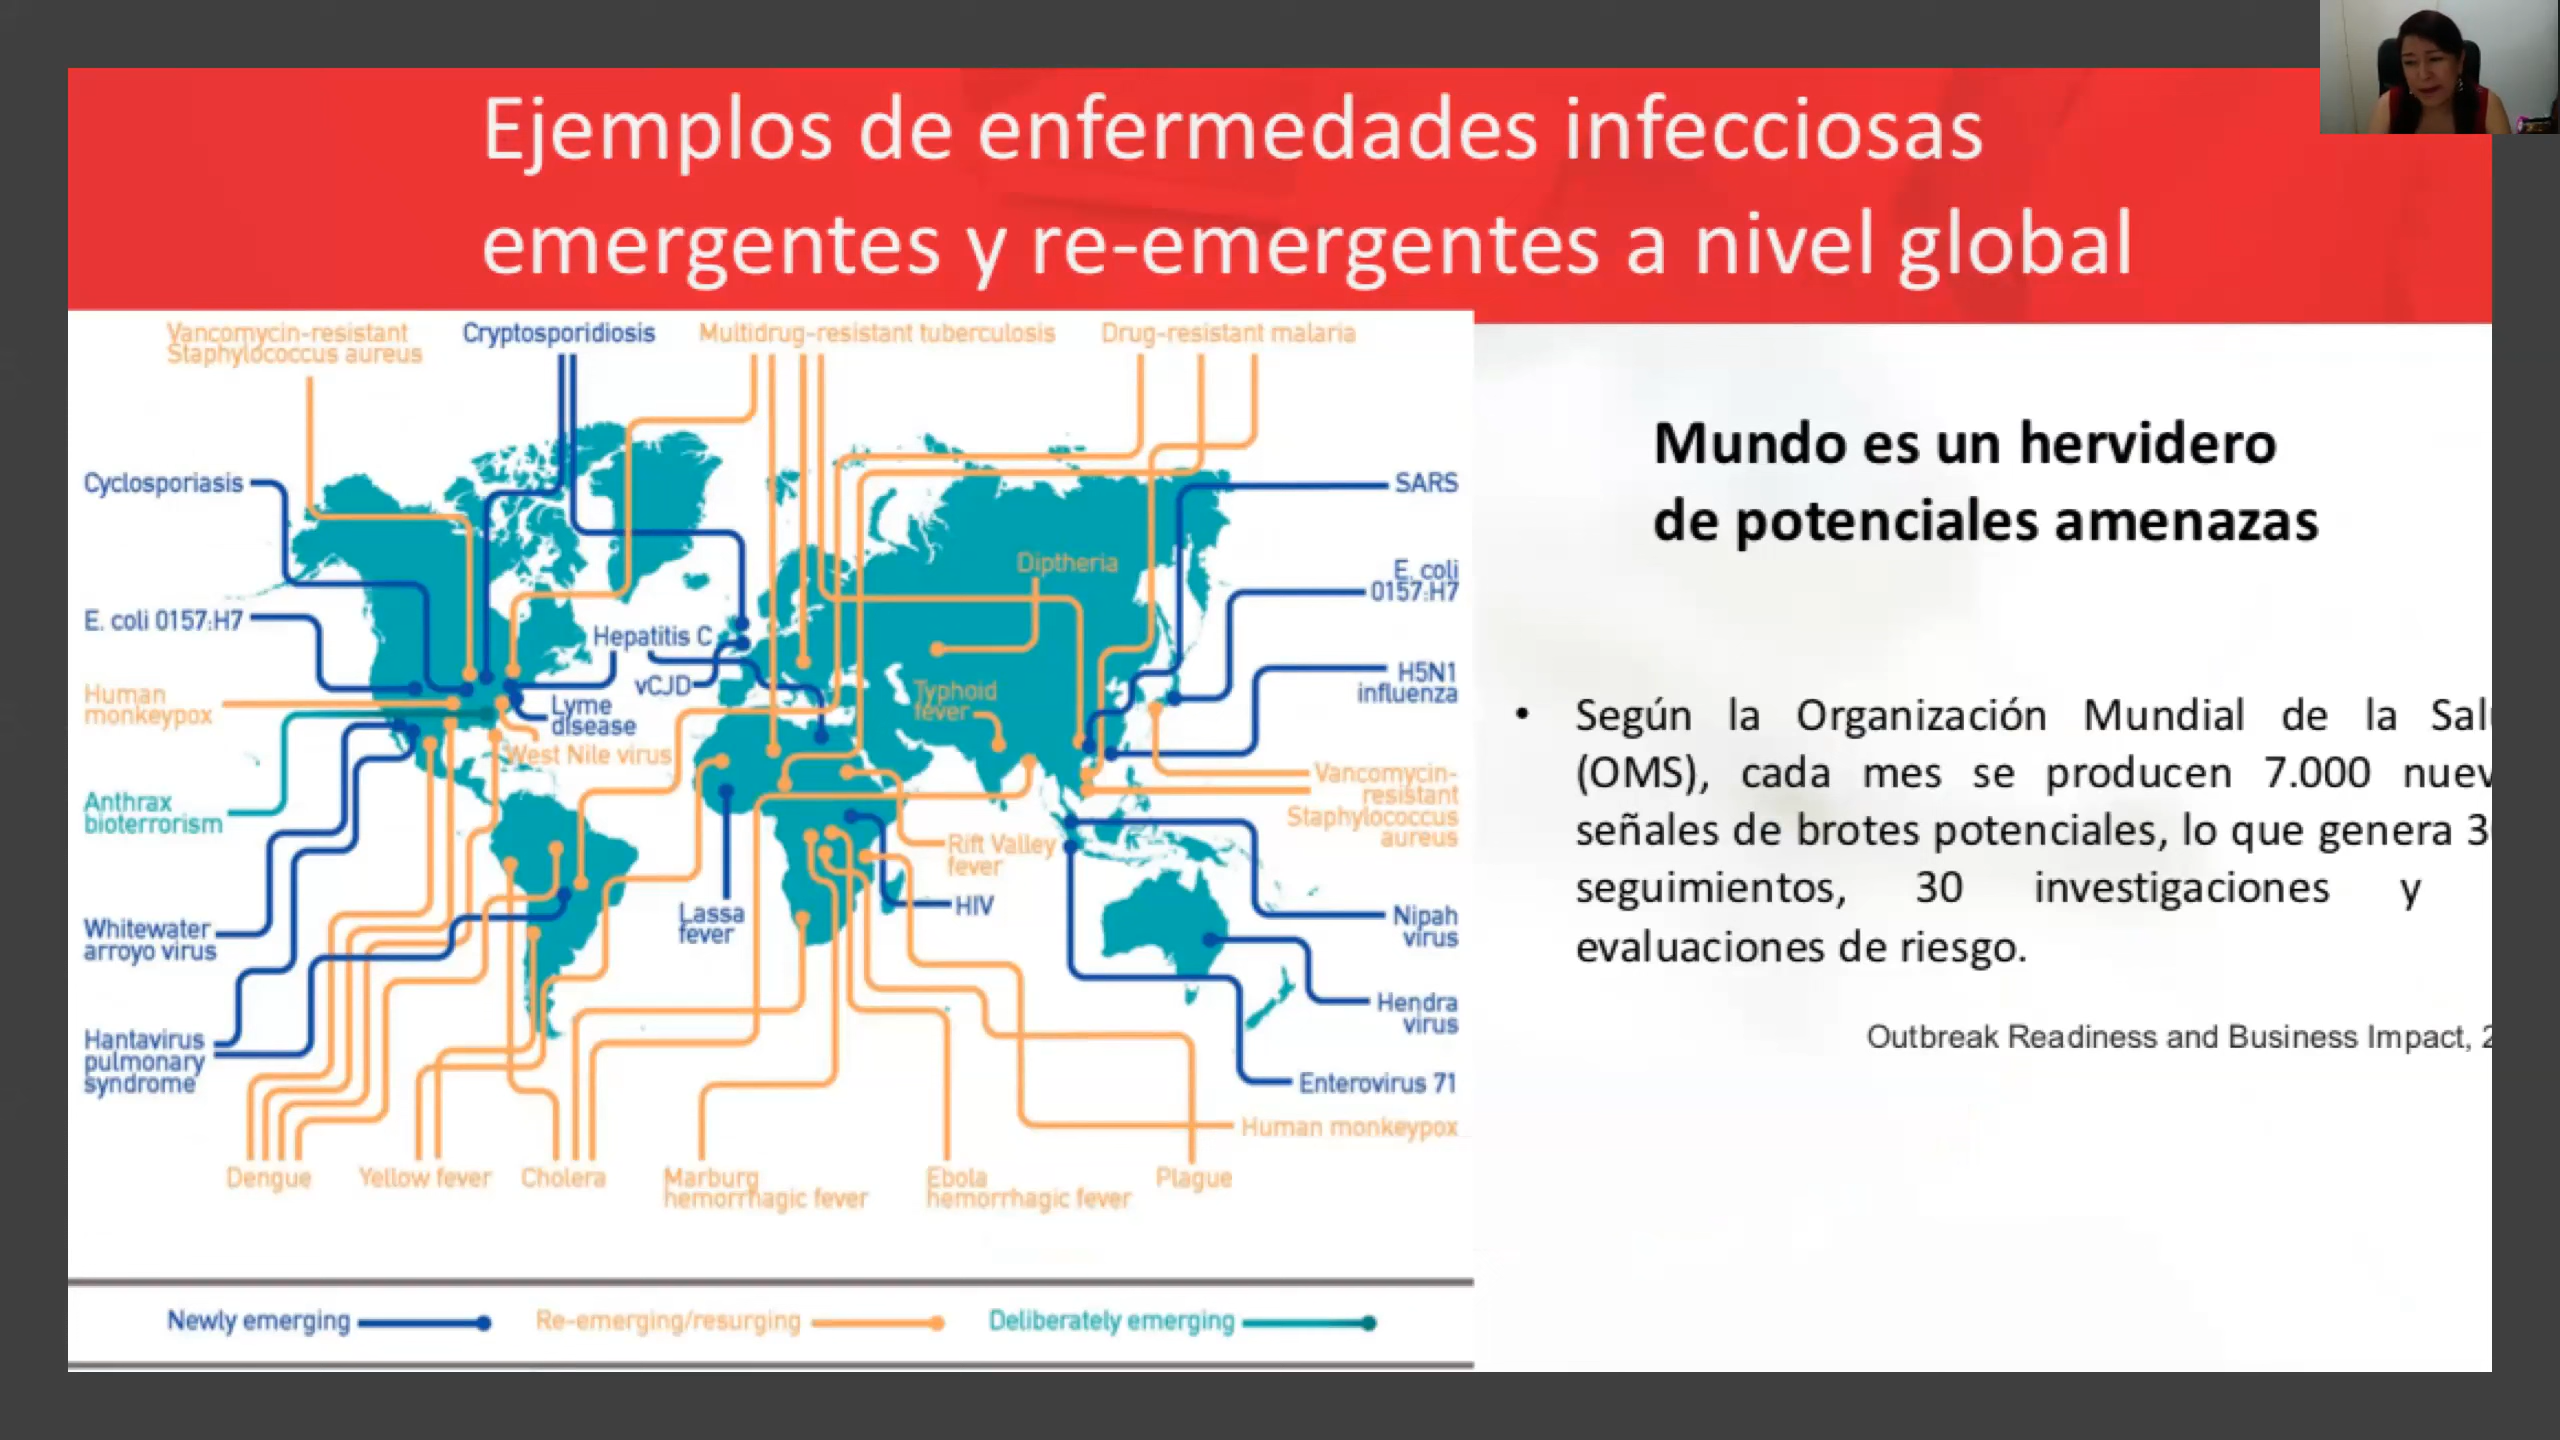 Ejemplos de enfermedades infecciosas
emergentes y re-emergentes a nivel global
Vancomycin-resistant
Staphylococcus aureus
Cryptosporidiosis
Multidrug-resistant tuberculosis
Drug-resistant malaria
Cyclosporiasis
SARS
Diptheria
E. coli
0157:H7
E. coli 0157:H7
Hepatitis C
vCJD
H5N1
influenza
Human
monkeypox
Lyme
disease
Typhoid
fever
West Nile virus
Anthrax
bioterrorism
Vancomycin-
resistant
Staphylococcus
aureus
Rift Valley
fever
HIV
Lassa
fever
Whitewater
arroyo virus
Nipah
virus
Hendra
virus
Hantavirus
pulmonary
syndrome
Enterovirus 71
Human monkeypox
Dengue
Yellow fever
Cholera
Marburg
hemorrhagic fever
Ebola
hemorrhagic fever
Plague
Newly emerging
Re-emerging/resurging
Deliberately emerging
Mundo es un hervidero
de potenciales amenazas
• Según la Organización Mundial de la
(OMS), cada mes se producen 7.000
señales de brotes potenciales, lo que genera
seguimientos, 30 investigaciones y
evaluaciones de riesgo.
Outbreak Readiness and Business Impact,